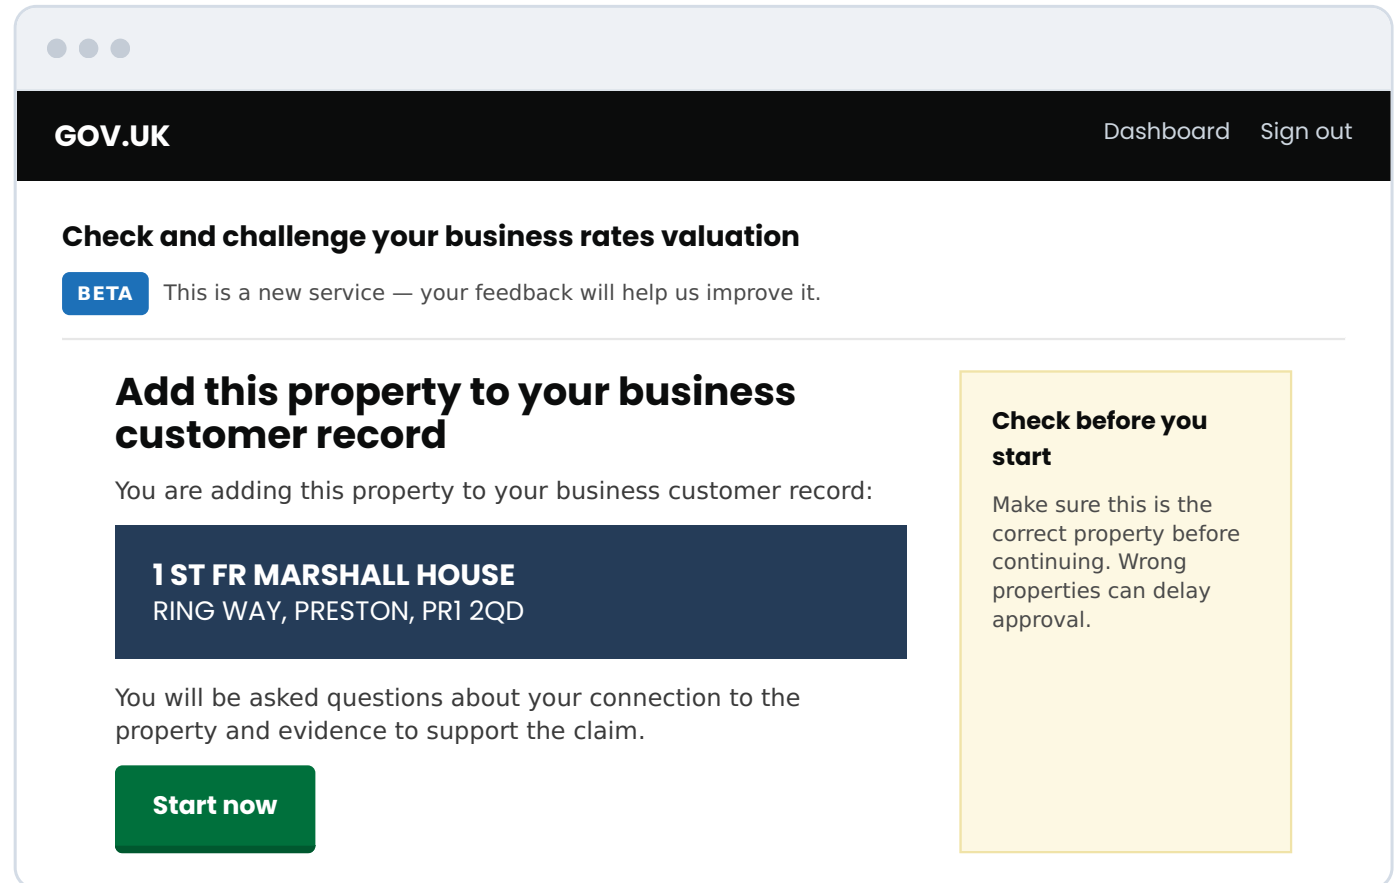 GOV.UK
Dashboard
Sign out
Check and challenge your business rates valuation
BETA
This is a new service — your feedback will help us improve it.
Add this property to your business
customer record
You are adding this property to your business customer record:
1 ST FR MARSHALL HOUSE
RING WAY, PRESTON, PR1 2QD
You will be asked questions about your connection to the
property and evidence to support the claim.
Start now
Check before you
start
Make sure this is the
correct property before
continuing. Wrong
properties can delay
approval.